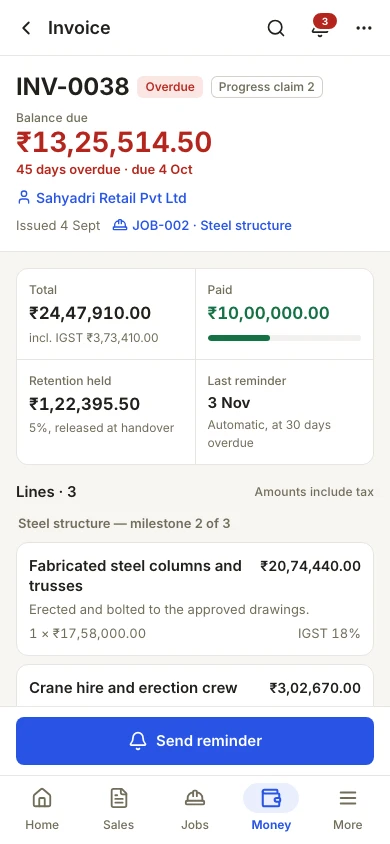 Invoice
3
INV-0038 Overdue Progress claim 2
Balance due
₹13,25,514.50
45 days overdue · due 4 Oct
Sahyadri Retail Pvt Ltd
Issued 4 Sept JOB-002 · Steel structure
Total
₹24,47,910.00
incl. IGST ₹3,73,410.00
Paid
₹10,00,000.00
Retention held
₹1,22,395.50
5%, released at handover
Last reminder
3 Nov
Automatic, at 30 days
overdue
Lines · 3 Amounts include tax
Steel structure — milestone 2 of 3
Fabricated steel columns and ₹20,74,440.00
trusses
Erected and bolted to the approved drawings.
1 × ₹17,58,000.00 IGST 18%
Crane hire and erection crew ₹3,02,670.00
Send reminder
Home Sales Jobs Money More